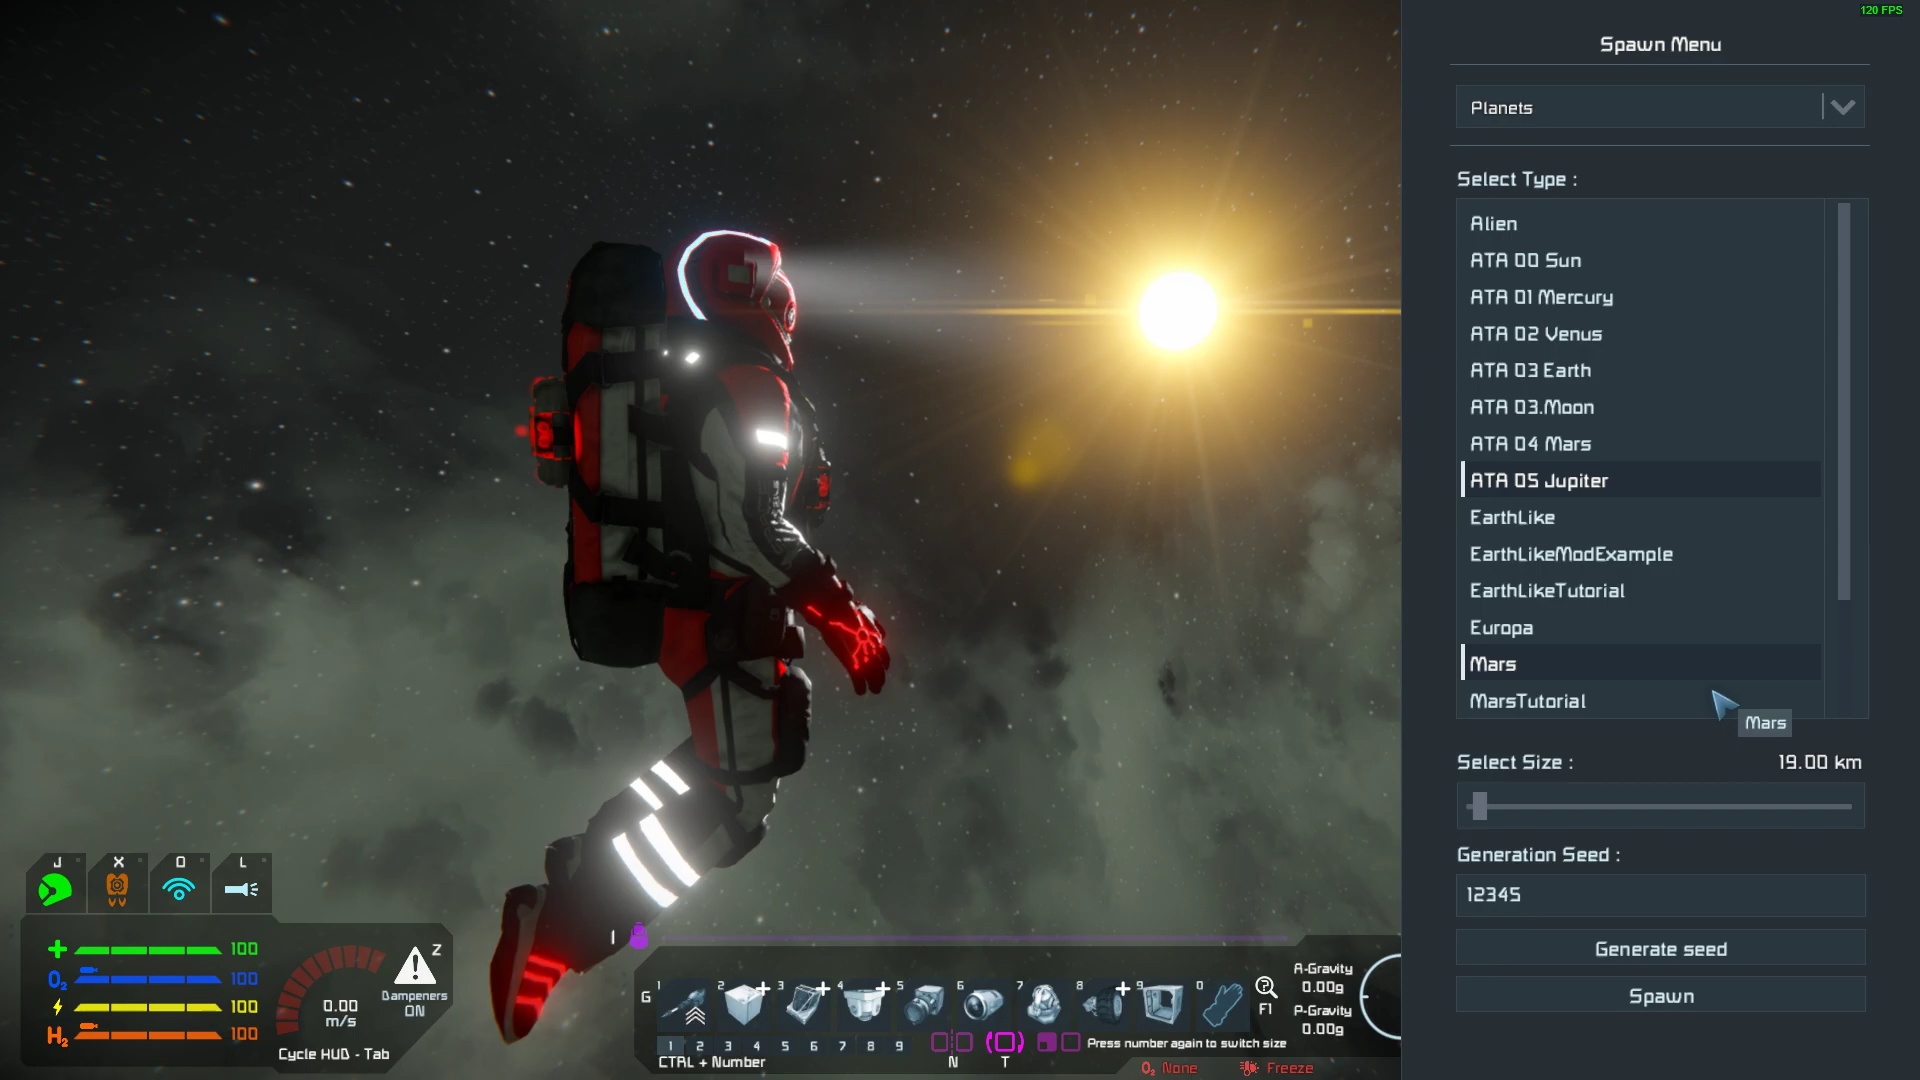 120 FPS
Spawn Menu
Planets
Select Type :
Alien
ATA 00 Sun
ATA 01 Mercury
ATA 02 Venus
ATA 03 Earth
ATA 03.Moon
ATA 04 Mars
ATA 05 Jupiter
EarthLike
EarthLikeModExample
EarthLikeTutorial
Europa
Mars
MarsTutorial
Mars
Select Size : 19.00 km
Generation Seed :
12345
Generate seed
Spawn
J X O L
100
O2 100
100
H2 100
0.00
m/s
Z
Dampeners
ON
Cycle HUD - Tab
1
G 1 2 3 4 5 6 7 8 9 0
F1
A-Gravity
0.00g
P-Gravity
0.00g
1 2 3 4 5 6 7 8 9
CTRL + Number
N T
Press number again to switch size
O2 None Freeze